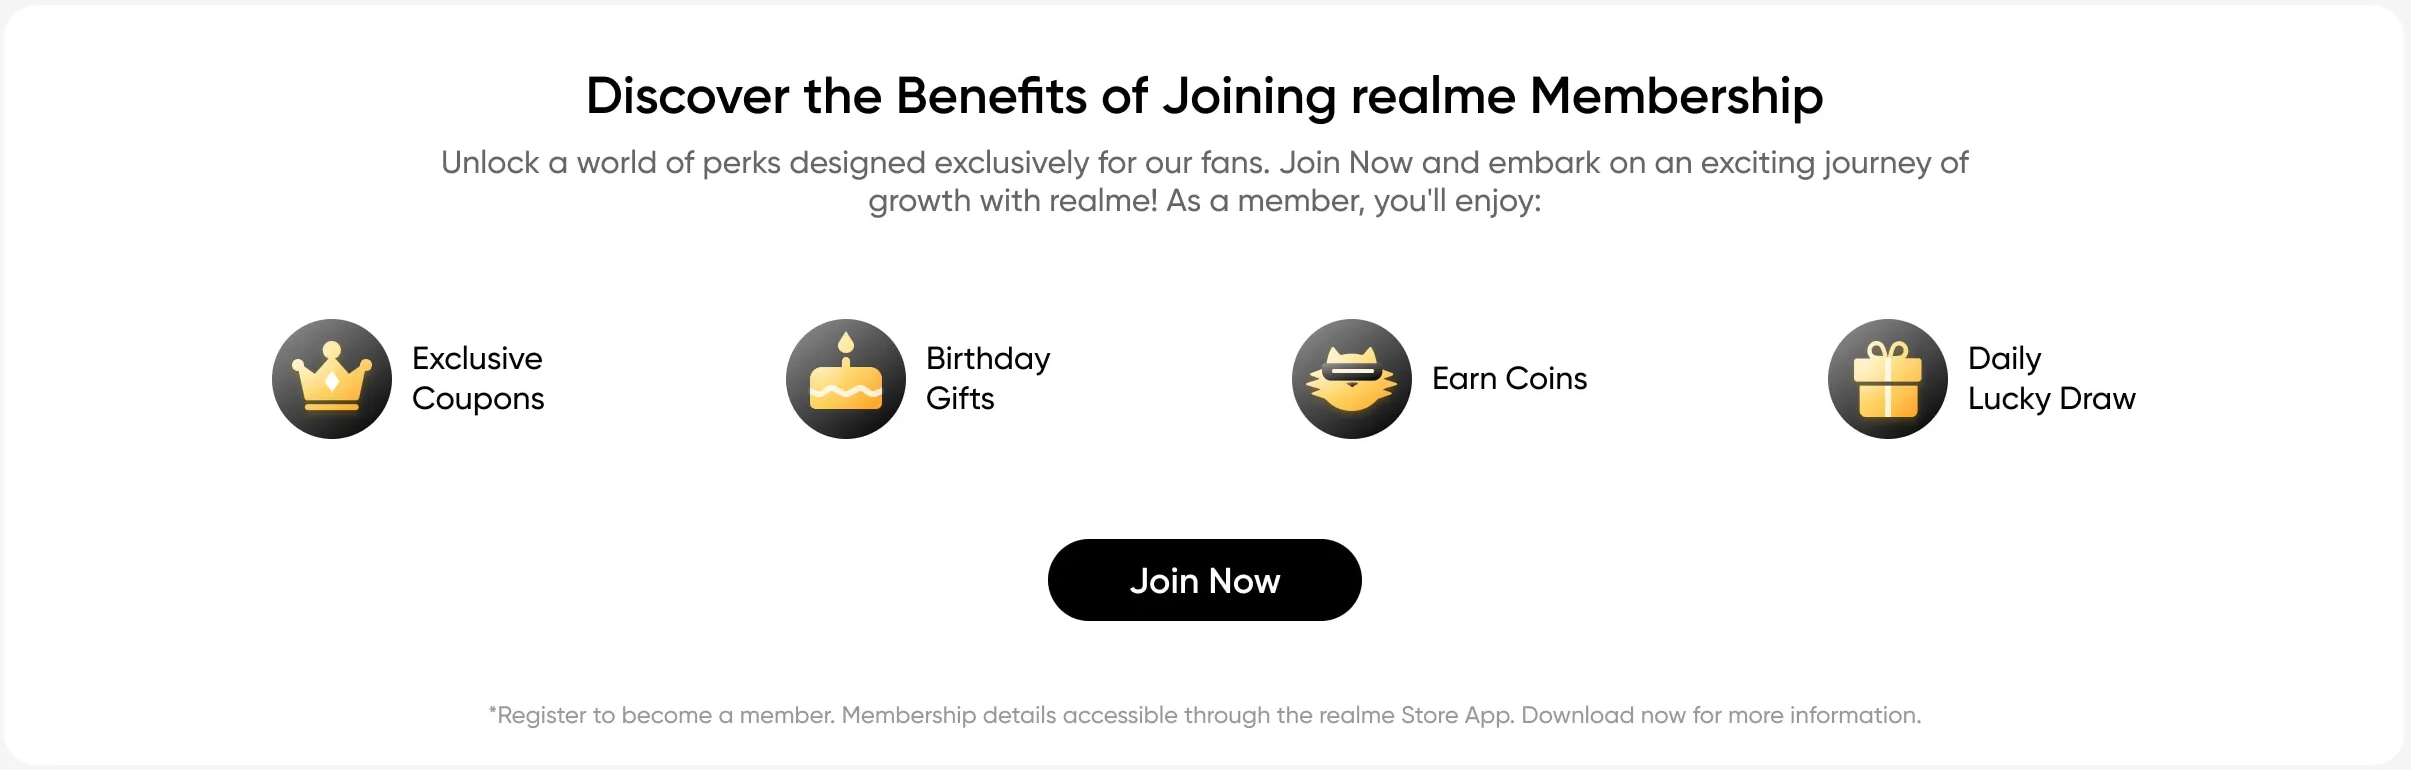 Discover the Benefits of Joining realme Membership
Unlock a world of perks designed exclusively for our fans. Join Now and embark on an exciting journey of
growth with realme! As a member, you'll enjoy:
Exclusive
Coupons
Birthday
Gifts
Earn Coins
Daily
Lucky Draw
Join Now
*Register to become a member. Membership details accessible through the realme Store App. Download now for more information.